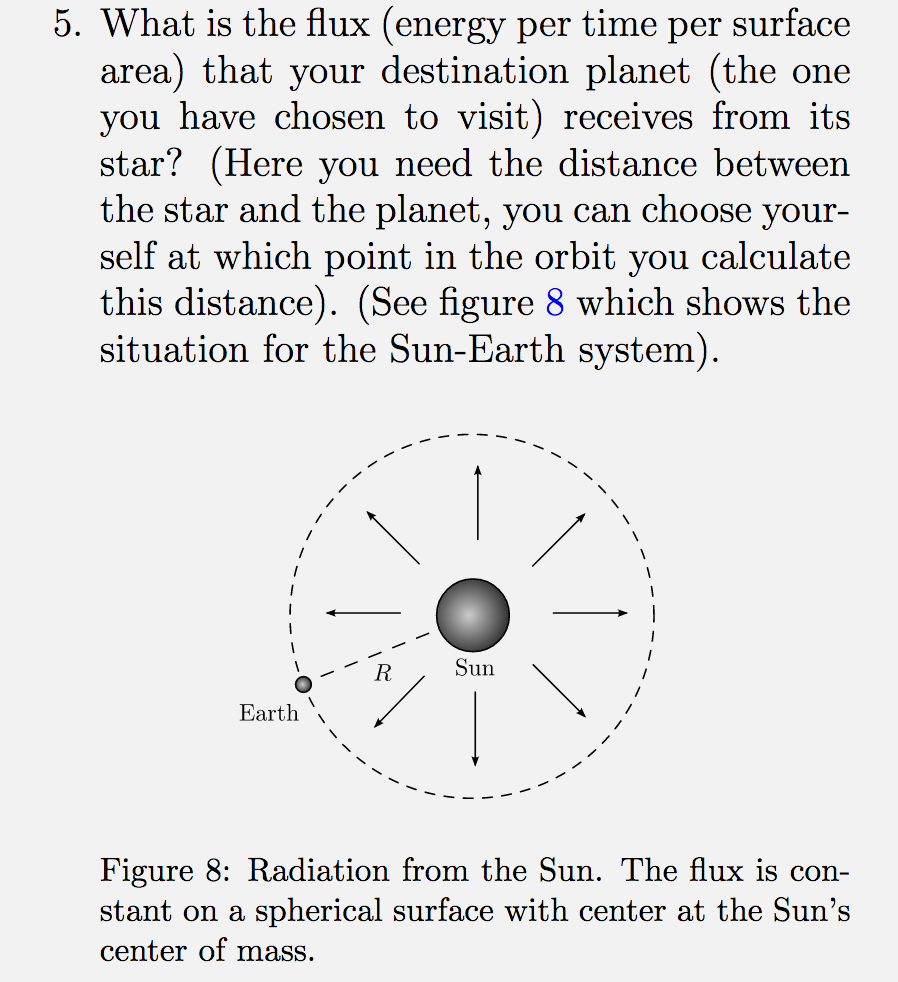 5. What is the flux (energy per time per surface
area) that your destination planet (the one
you have chosen to visit) receives from its
star? (Here you need the distance between
the star and the planet, you can choose your-
self at which point in the orbit you calculate
this distance). (See figure 8 which shows the
situation for the Sun-Earth system).
Sun
R
Earth
Figure 8: Radiation from the Sun. The flux is con-
stant on a spherical surface with center at the Sun's
center of mass.